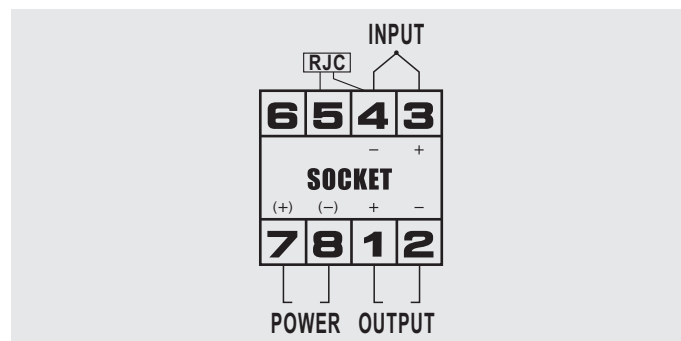 INPUT
RJC
6 5 4 3
− +
SOCKET
(+) (−) + −
7 8 1 2
POWER OUTPUT